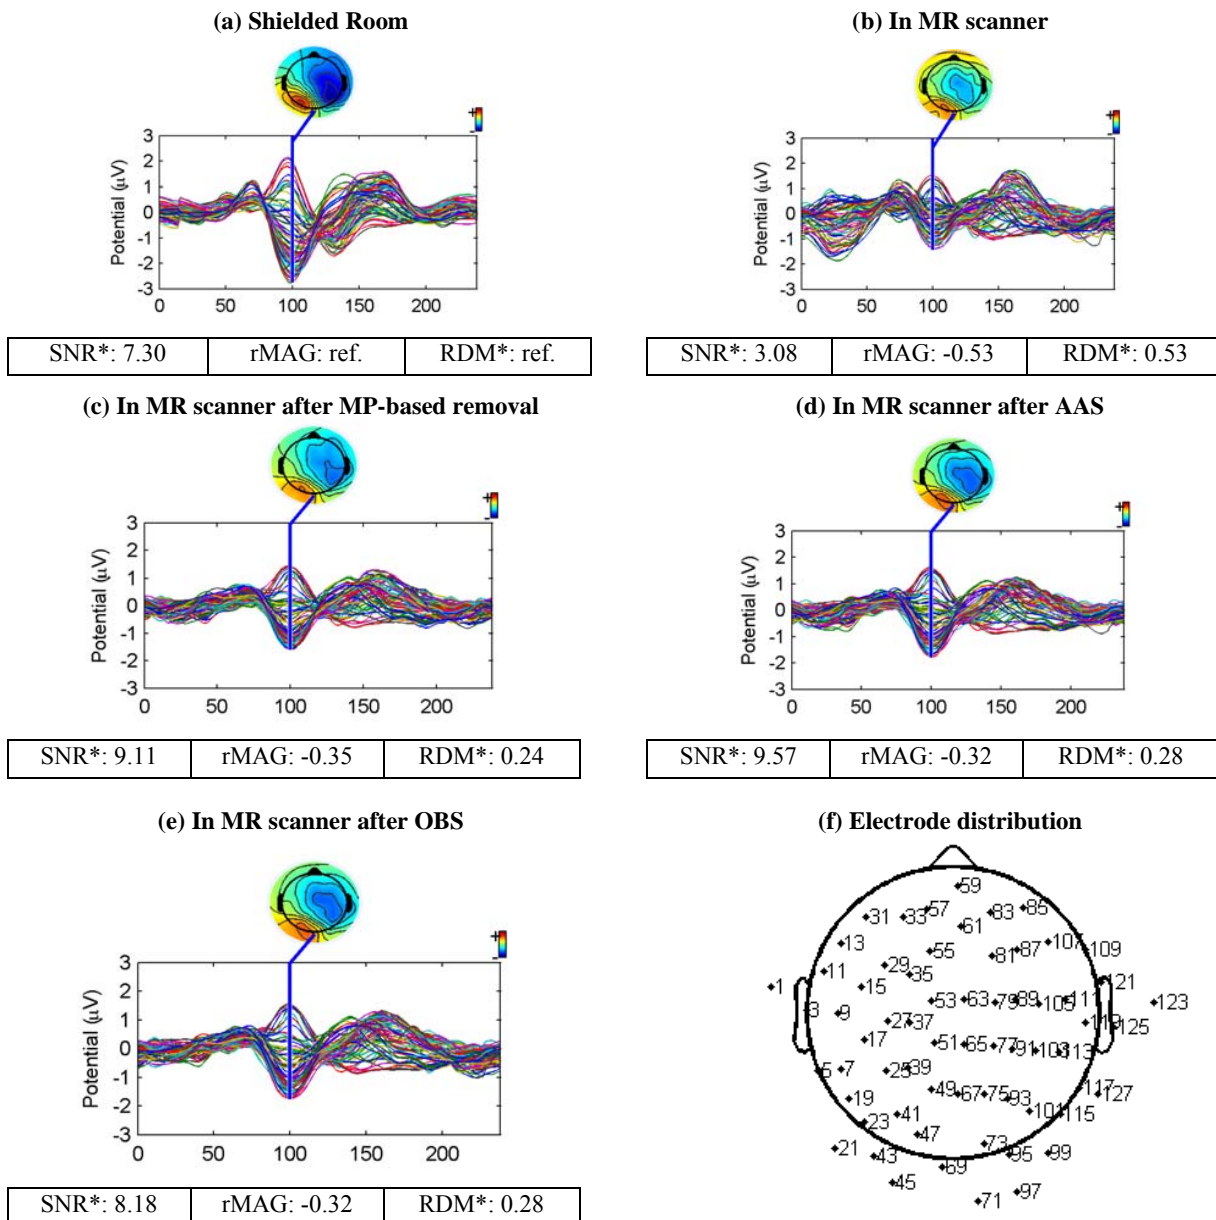 (a) Shielded Room
(b) In MR scanner
+
-
Potential (μV)
3
2
1
0
-1
-2
-3
0 50 100 150 200
+
-
Potential (μV)
3
2
1
0
-1
-2
-3
0 50 100 150 200
SNR*: 7.30 rMAG: ref. RDM*: ref.
SNR*: 3.08 rMAG: -0.53 RDM*: 0.53
(c) In MR scanner after MP-based removal
(d) In MR scanner after AAS
+
-
Potential (μV)
3
2
1
0
-1
-2
-3
0 50 100 150 200
+
-
Potential (μV)
3
2
1
0
-1
-2
-3
0 50 100 150 200
SNR*: 9.11 rMAG: -0.35 RDM*: 0.24
SNR*: 9.57 rMAG: -0.32 RDM*: 0.28
(e) In MR scanner after OBS
(f) Electrode distribution
+
-
Potential (μV)
3
2
1
0
-1
-2
-3
0 50 100 150 200
SNR*: 8.18 rMAG: -0.32 RDM*: 0.28
59
31 33 57 83 85
61
13 55 81 87 107 109
11 29 35
1 15 121
3 9 53 63 79 89 105 111 123
27 37 125
17 51 65 77 91 103 113
5 7 25 39
19 49 67 75 93 117 127
23 41 101 115
47
21 43 73 95 99
69
45 71 97